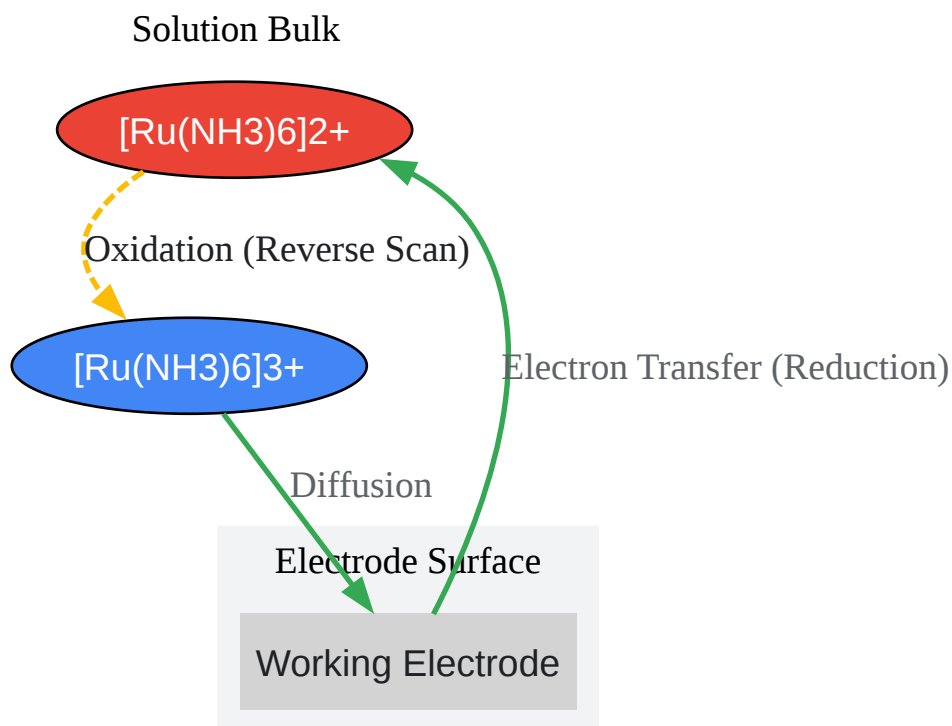 Solution Bulk
[Ru(NH3)6]2+
Oxidation (Reverse Scan)
[Ru(NH3)6]3+
Electron Transfer (Reduction)
Diffusion
Electrode Surface
Working Electrode